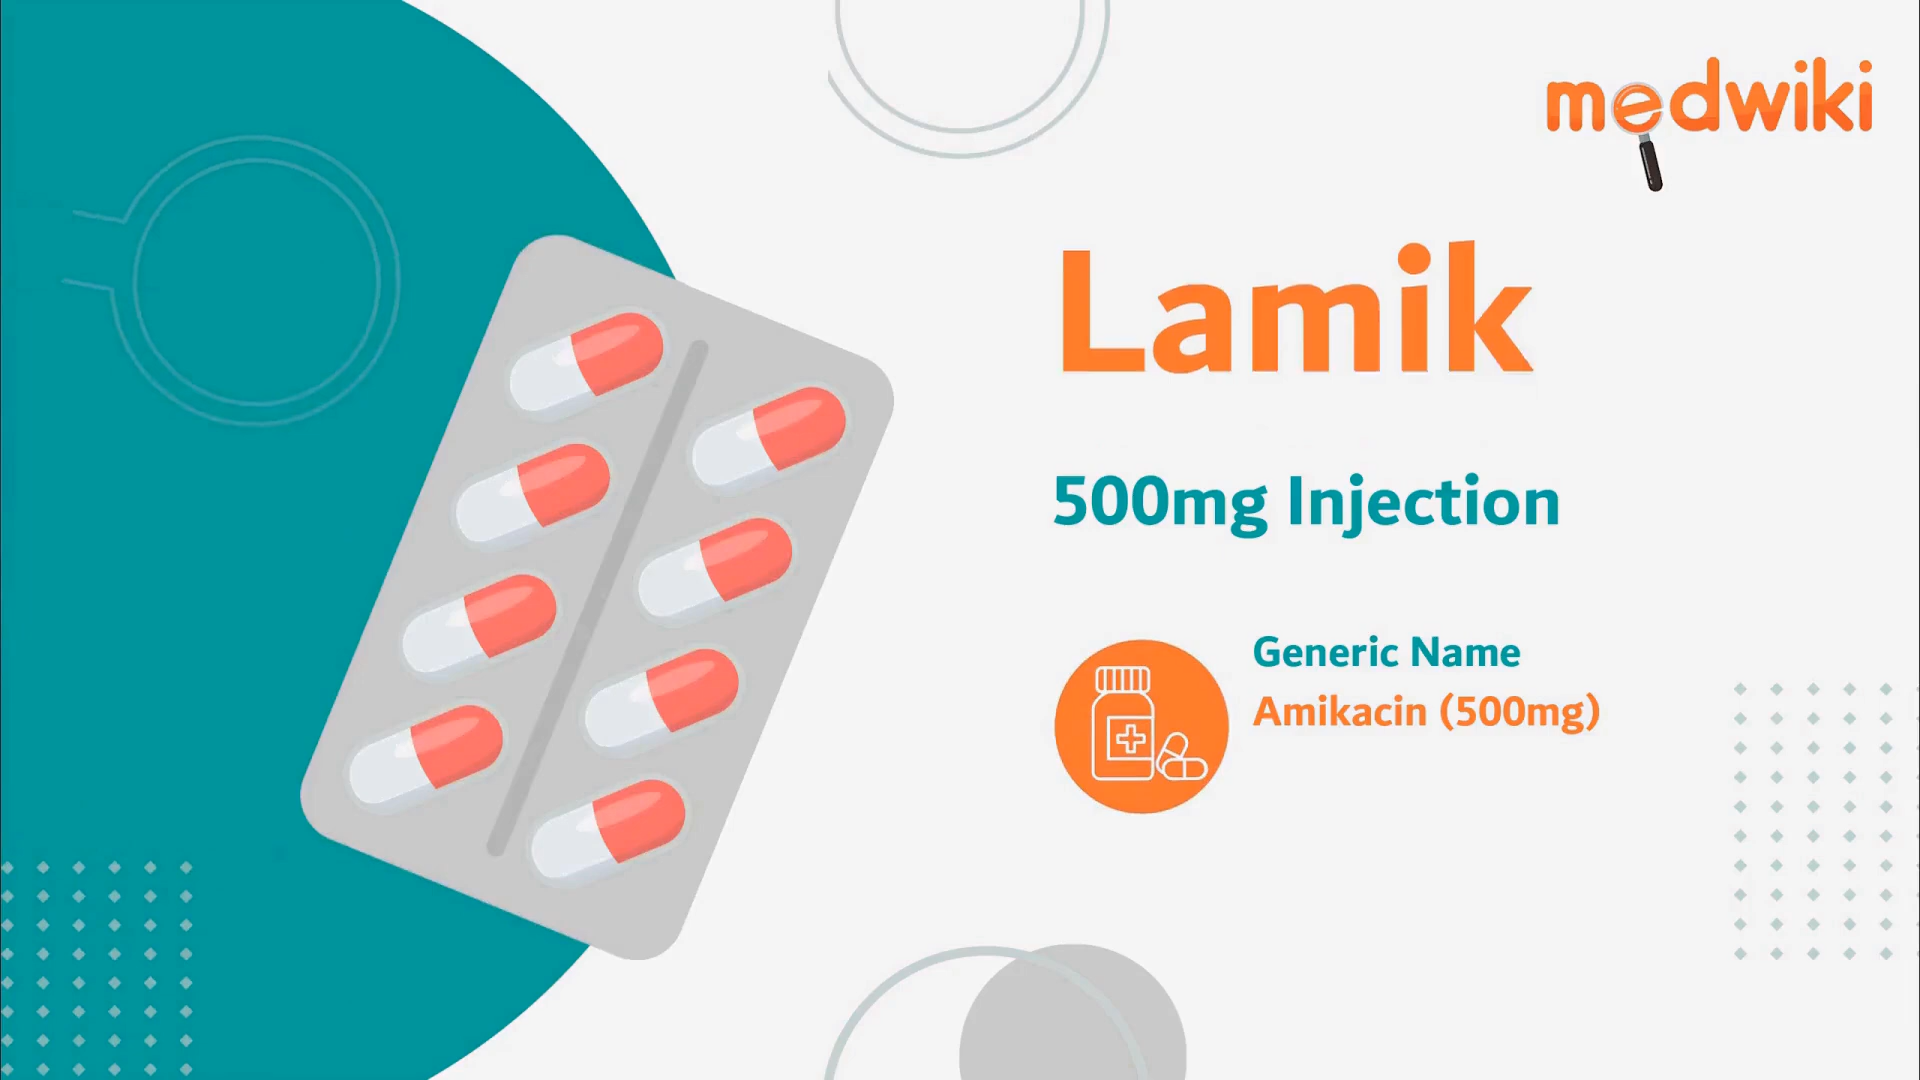 medwiki
Lamik
500mg Injection
Generic Name
Amikacin (500mg)